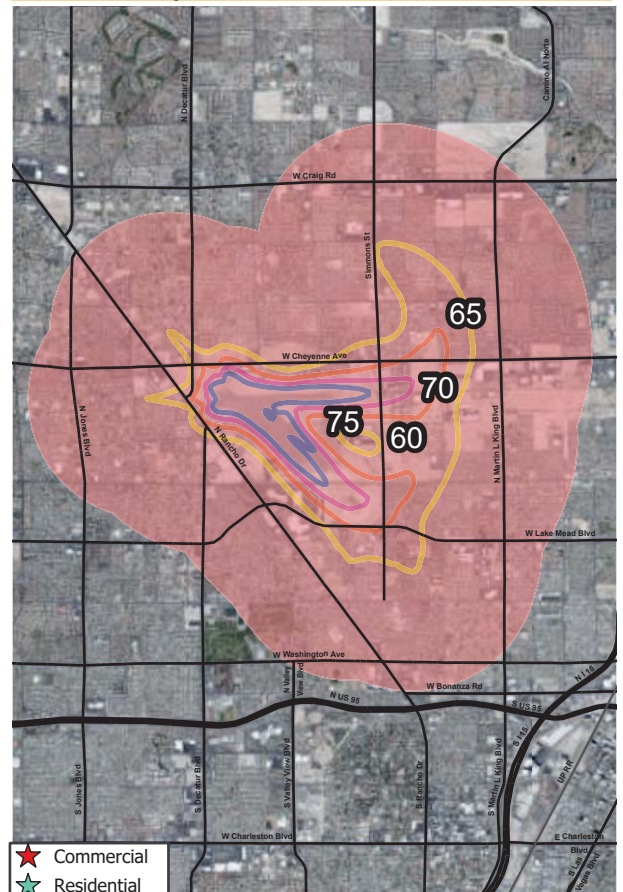 N Decatur Blvd
Camino Al Norte
W Craig Rd
Simmons St
65
W Cheyenne Ave
70
75
60
N Jones Blvd
N Rancho Dr
N Martin L King Blvd
W Lake Mead Blvd
W Washington Ave
N Valley
View Blvd
W Bonanza Rd
N US 95
S US 95
N I 15
S I 15
UP RR
S Jones Blvd
S Decatur Blvd
S Valley View Blvd
S Rancho Dr
S Martin L King Blvd
W Charleston Blvd
E Charleston
Blvd
S Las
Vegas Blvd
Commercial
Residential